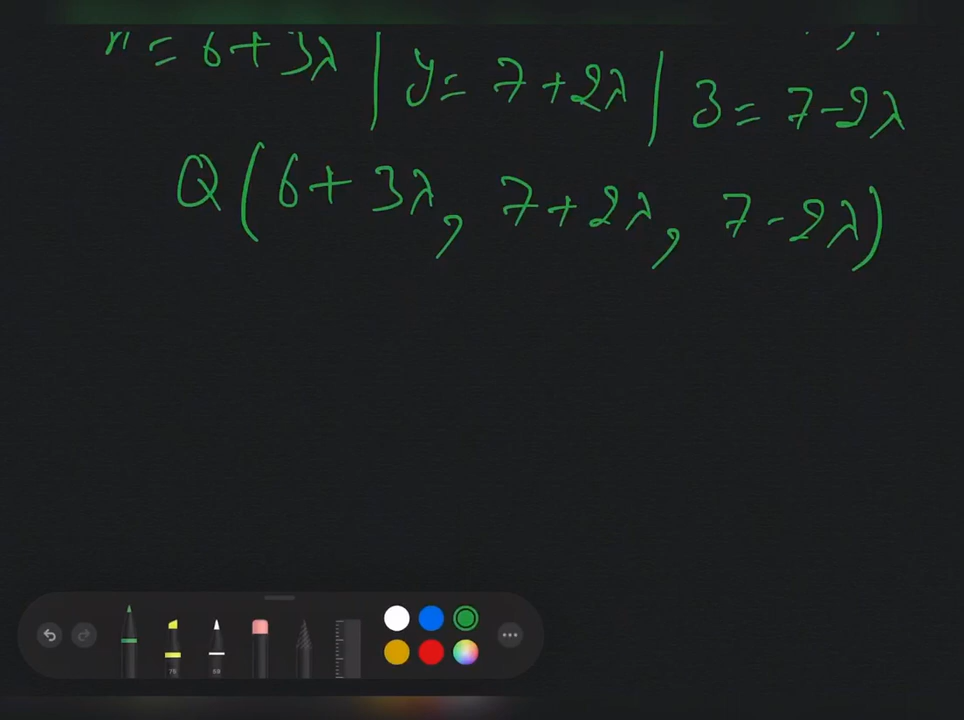 x = 6 + 3λ | y = 7 + 2λ | z = 7 - 2λ
Q (6 + 3λ, 7 + 2λ, 7 - 2λ)